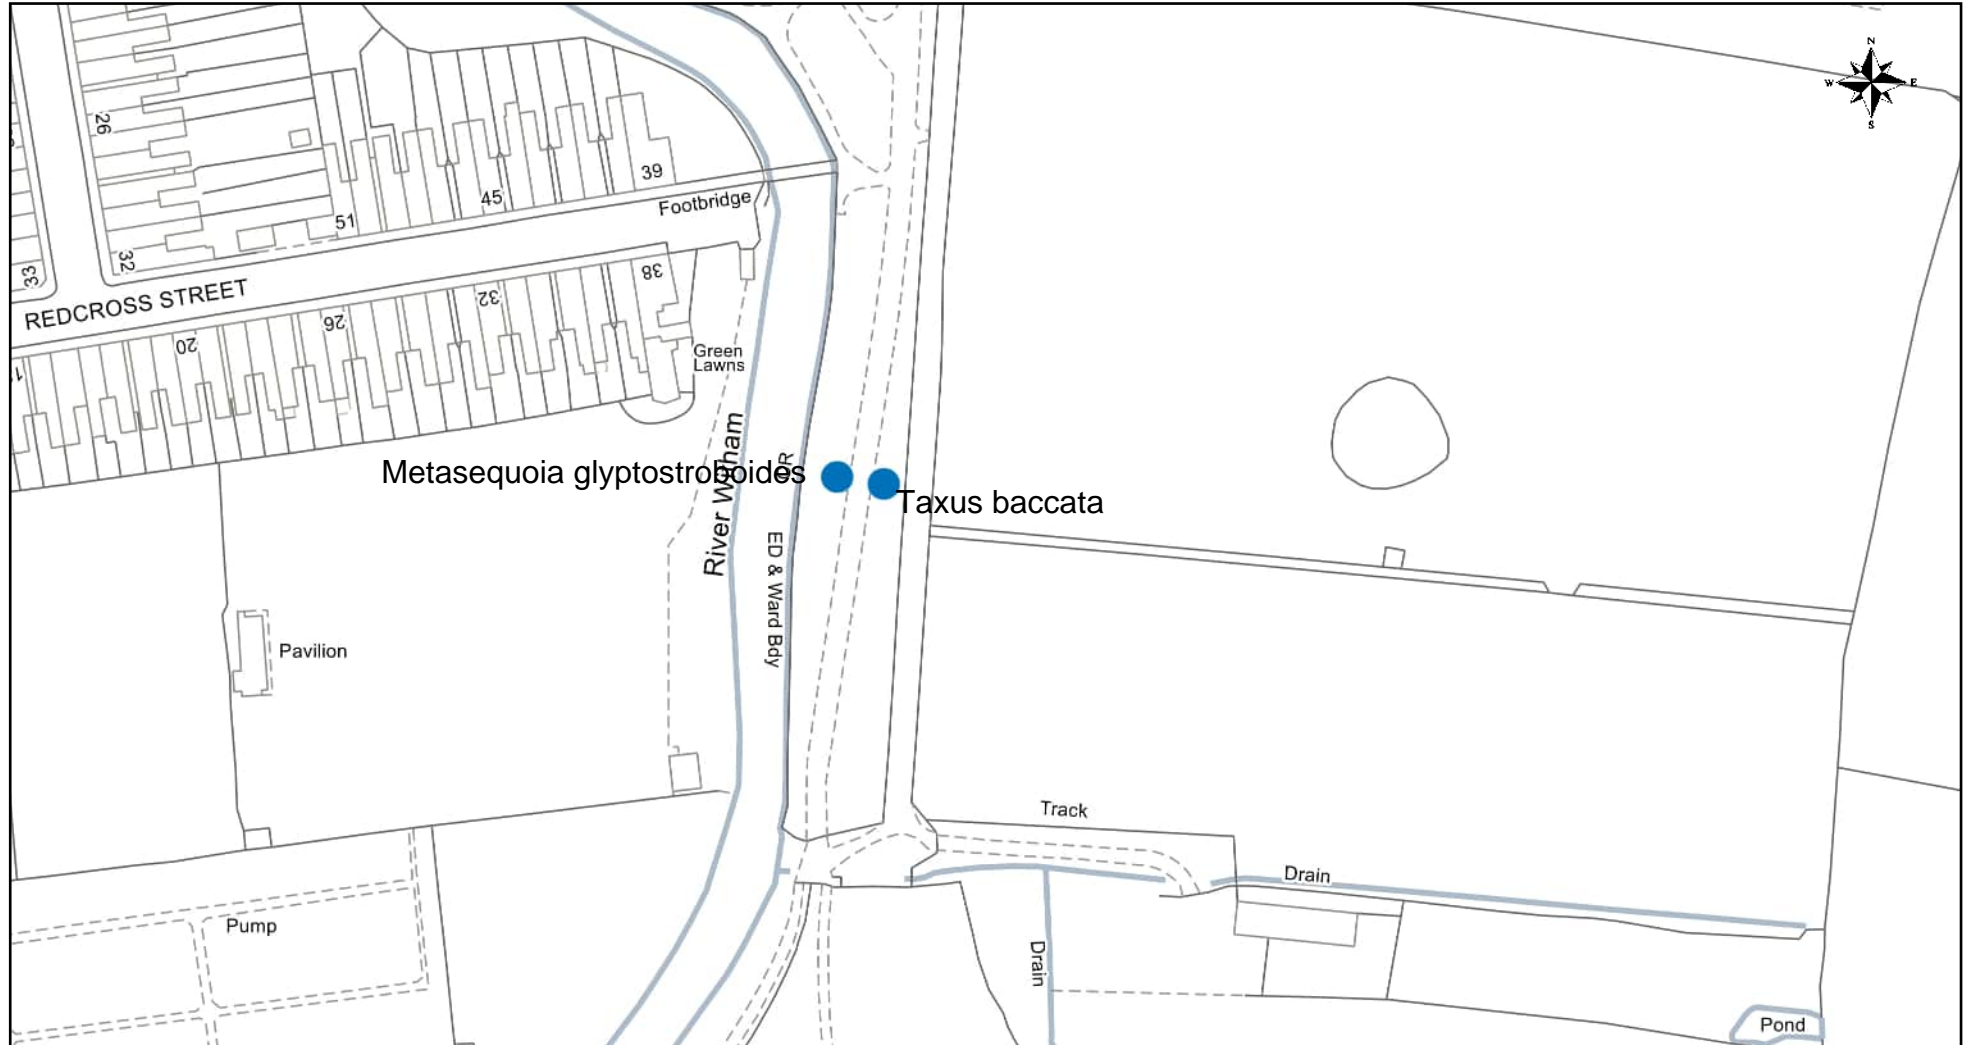 N
W
E
S
26
39
45
51
Footbridge
32
33
38
REDCROSS STREET
32
26
20
Green
Lawns
River Witham
CR
Metasequoia glyptostroboides
Taxus baccata
ED & Ward Bdy
Pavilion
Track
Drain
Pump
Drain
Pond